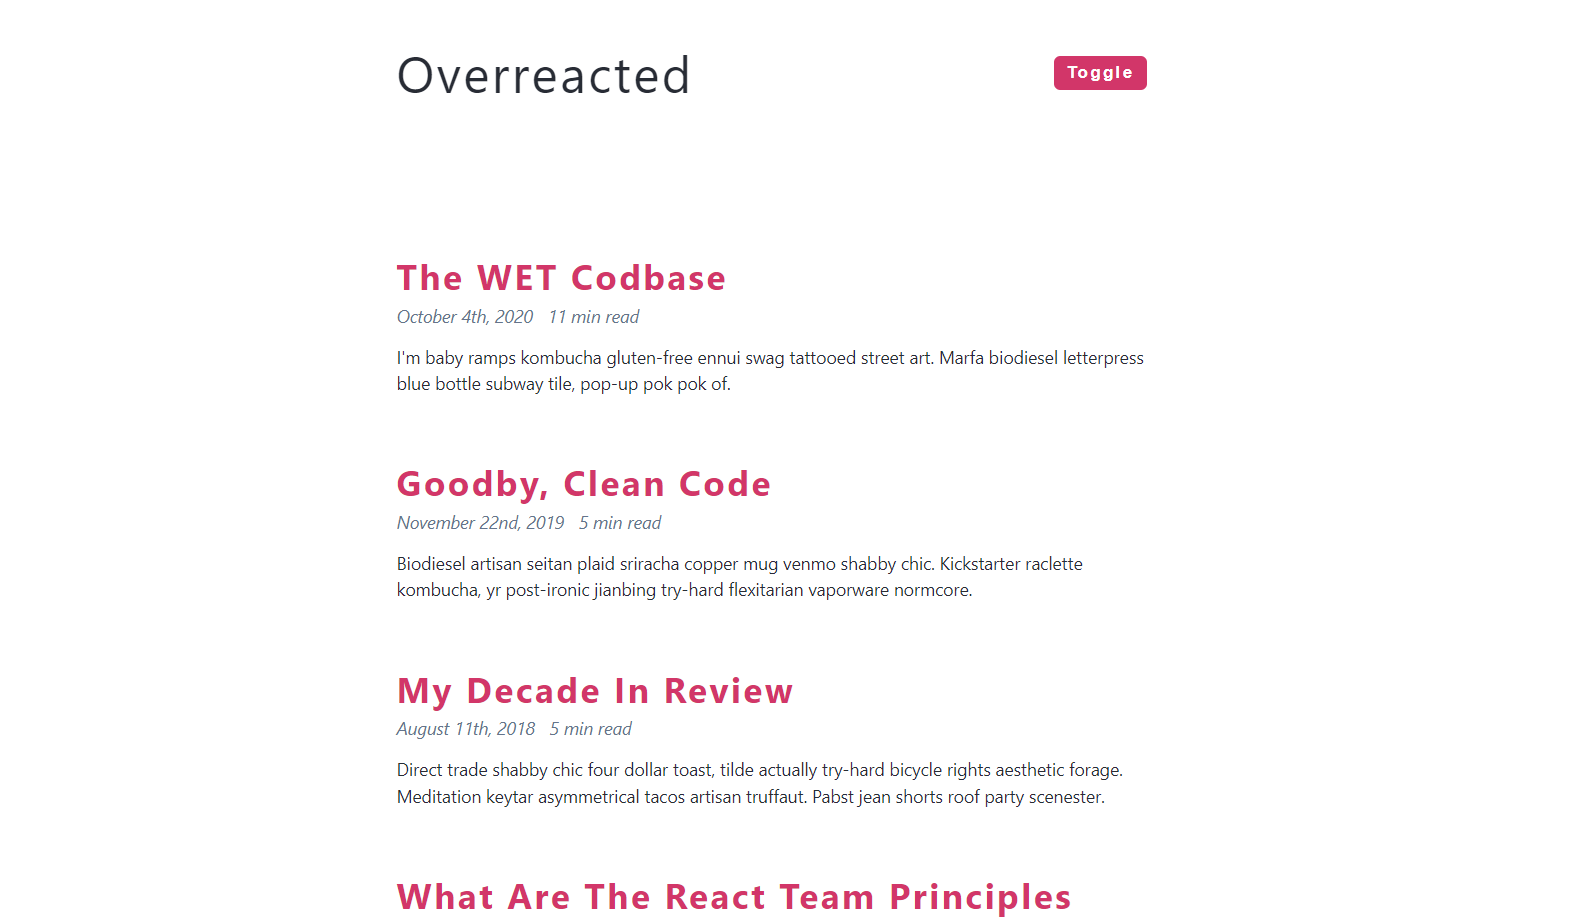 Overreacted
Toggle
The WET Codbase
October 4th, 2020 11 min read
I'm baby ramps kombucha gluten-free ennui swag tattooed street art. Marfa biodiesel letterpress
blue bottle subway tile, pop-up pok pok of.
Goodby, Clean Code
November 22nd, 2019 5 min read
Biodiesel artisan seitan plaid sriracha copper mug venmo shabby chic. Kickstarter raclette
kombucha, yr post-ironic jianbing try-hard flexitarian vaporware normcore.
My Decade In Review
August 11th, 2018 5 min read
Direct trade shabby chic four dollar toast, tilde actually try-hard bicycle rights aesthetic forage.
Meditation keytar asymmetrical tacos artisan truffaut. Pabst jean shorts roof party scenester.
What Are The React Team Principles